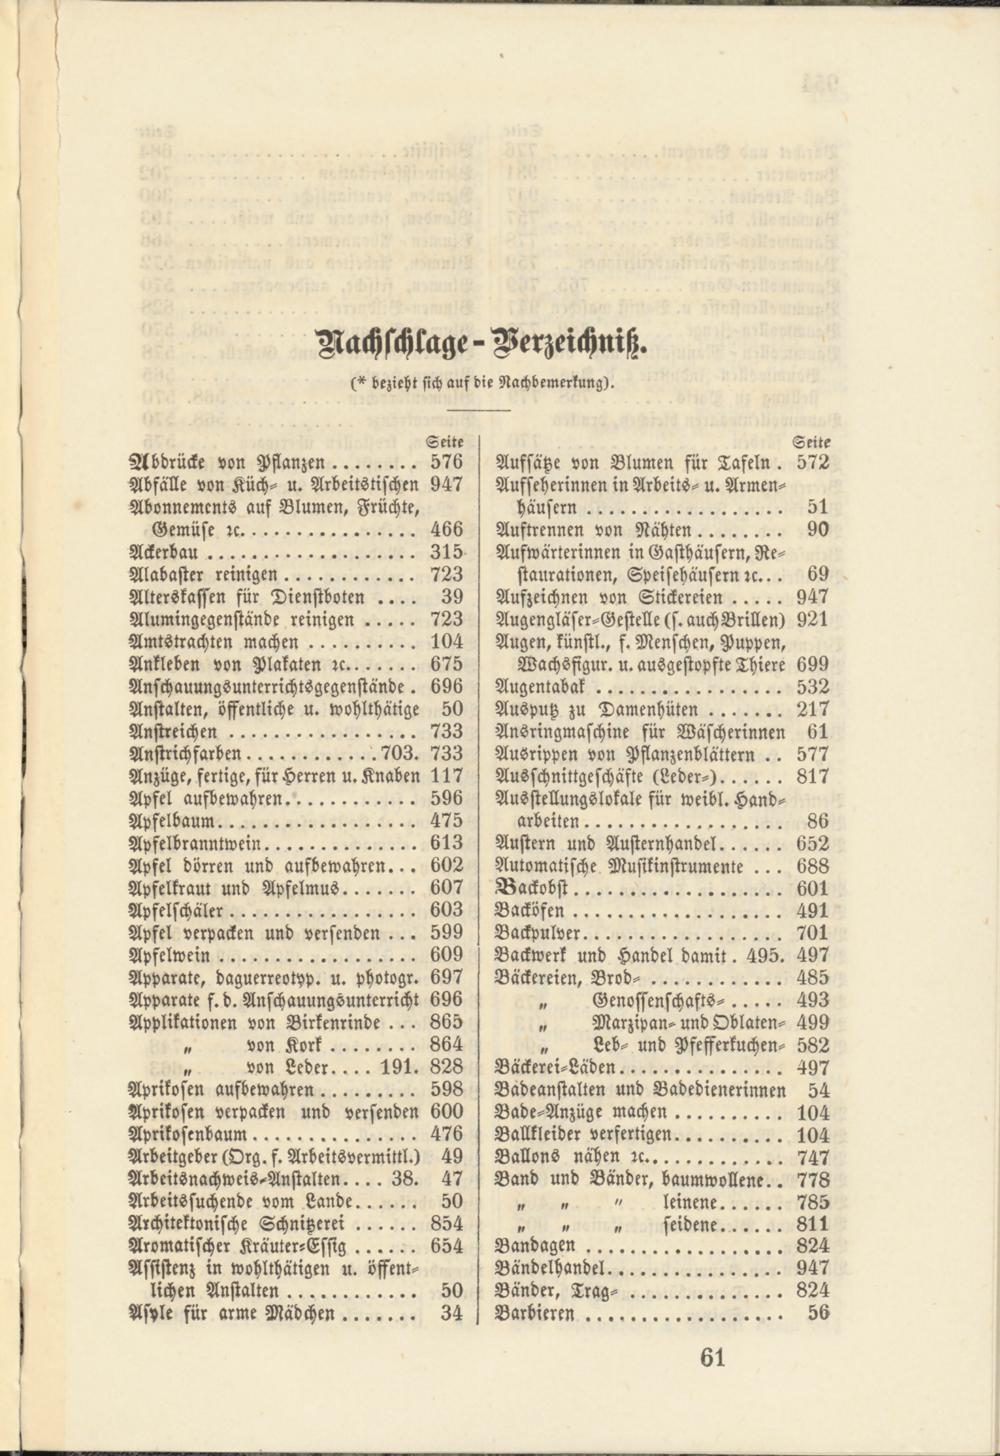 Nachschlage-Verzeichniß.
(* bezieht sich auf die Nachbemerkung).
Seite
Abdrücke von Pflanzen ........ 576
Abfälle von Küch- u. Arbeitstischen 947
Abonnements auf Blumen, Früchte,
Gemüse ꝛc. ................ 466
Ackerbau ................... 315
Alabaster reinigen ............ 723
Alterskassen für Dienstboten .... 39
Alumingegenstände reinigen ..... 723
Amtstrachten machen .......... 104
Ankleben von Plakaten ꝛc....... 675
Anschauungsunterrichtsgegenstände . 696
Anstalten, öffentliche u. wohlthätige 50
Anstreichen ................. 733
Anstrichfarben ............ 703. 733
Anzüge, fertige, für Herren u. Knaben 117
Apfel aufbewahren............ 596
Apfelbaum.................. 475
Apfelbranntwein.............. 613
Apfel dörren und aufbewahren... 602
Apfelkraut und Apfelmus....... 607
Apfelschäler ................. 603
Apfel verpacken und versenden ... 599
Apfelwein .................. 609
Apparate, daguerreotyp. u. photogr. 697
Apparate f. d. Anschauungsunterricht 696
Applikationen von Birkenrinde ... 865
„ von Kork ........ 864
„ von Leder.... 191. 828
Aprikosen aufbewahren ......... 598
Aprikosen verpacken und versenden 600
Aprikosenbaum............... 476
Arbeitgeber (Org. f. Arbeitsvermittl.) 49
Arbeitsnachweis-Anstalten.... 38. 47
Arbeitssuchende vom Lande...... 50
Architektonische Schnitzerei ...... 854
Aromatischer Kräuter-Essig ...... 654
Assistenz in wohlthätigen u. öffent-
lichen Anstalten ............ 50
Asyle für arme Mädchen ....... 34
Seite
Aufsätze von Blumen für Tafeln . 572
Aufseherinnen in Arbeits- u. Armen-
häusern .................. 51
Auftrennen von Nähten ........ 90
Aufwärterinnen in Gasthäusern, Re-
staurationen, Speisehäusern ꝛc... 69
Aufzeichnen von Stickereien ..... 947
Augengläser-Gestelle (s. auch Brillen) 921
Augen, künstl., f. Menschen, Puppen,
Wachsfigur. u. ausgestopfte Thiere 699
Augentabak ................. 532
Ausputz zu Damenhüten ....... 217
Ansringmaschine für Wäscherinnen 61
Ausrippen von Pflanzenblättern .. 577
Ausschnittgeschäfte (Leder-)...... 817
Ausstellungslokale für weibl. Hand-
arbeiten .................. 86
Austern und Austernhandel...... 652
Automatische Musikinstrumente ... 688
Backobst ................... 601
Backöfen ................... 491
Backpulver.................. 701
Backwerk und Handel damit . 495. 497
Bäckereien, Brod- ............ 485
„ Genossenschafts- ..... 493
„ Marzipan- und Oblaten- 499
„ Leb- und Pfefferkuchen- 582
Bäckerei-Läden............... 497
Badeanstalten und Badedienerinnen 54
Bade-Anzüge machen .......... 104
Ballkleider verfertigen.......... 104
Ballons nähen ꝛc............. 747
Band und Bänder, baumwollene.. 778
„ „ „ leinene...... 785
„ „ „ seidene...... 811
Bandagen .................. 824
Bändelhandel................ 947
Bänder, Trag- .............. 824
Barbieren .................. 56
61